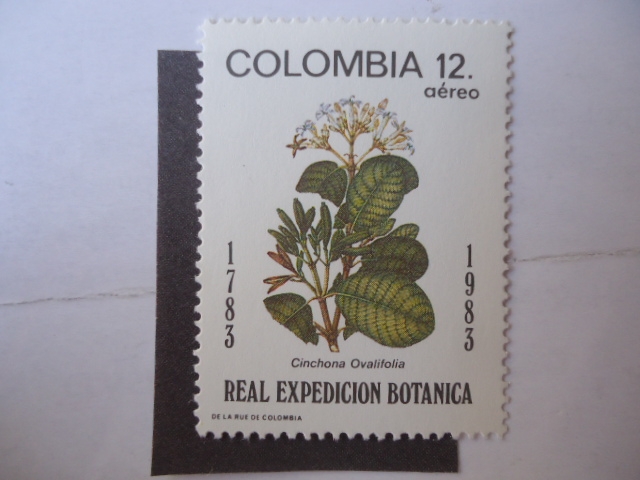 COLOMBIA 12.
aéreo
1783
1983
Cinchona Ovalifolia
REAL EXPEDICION BOTANICA
DE LA RUE DE COLOMBIA